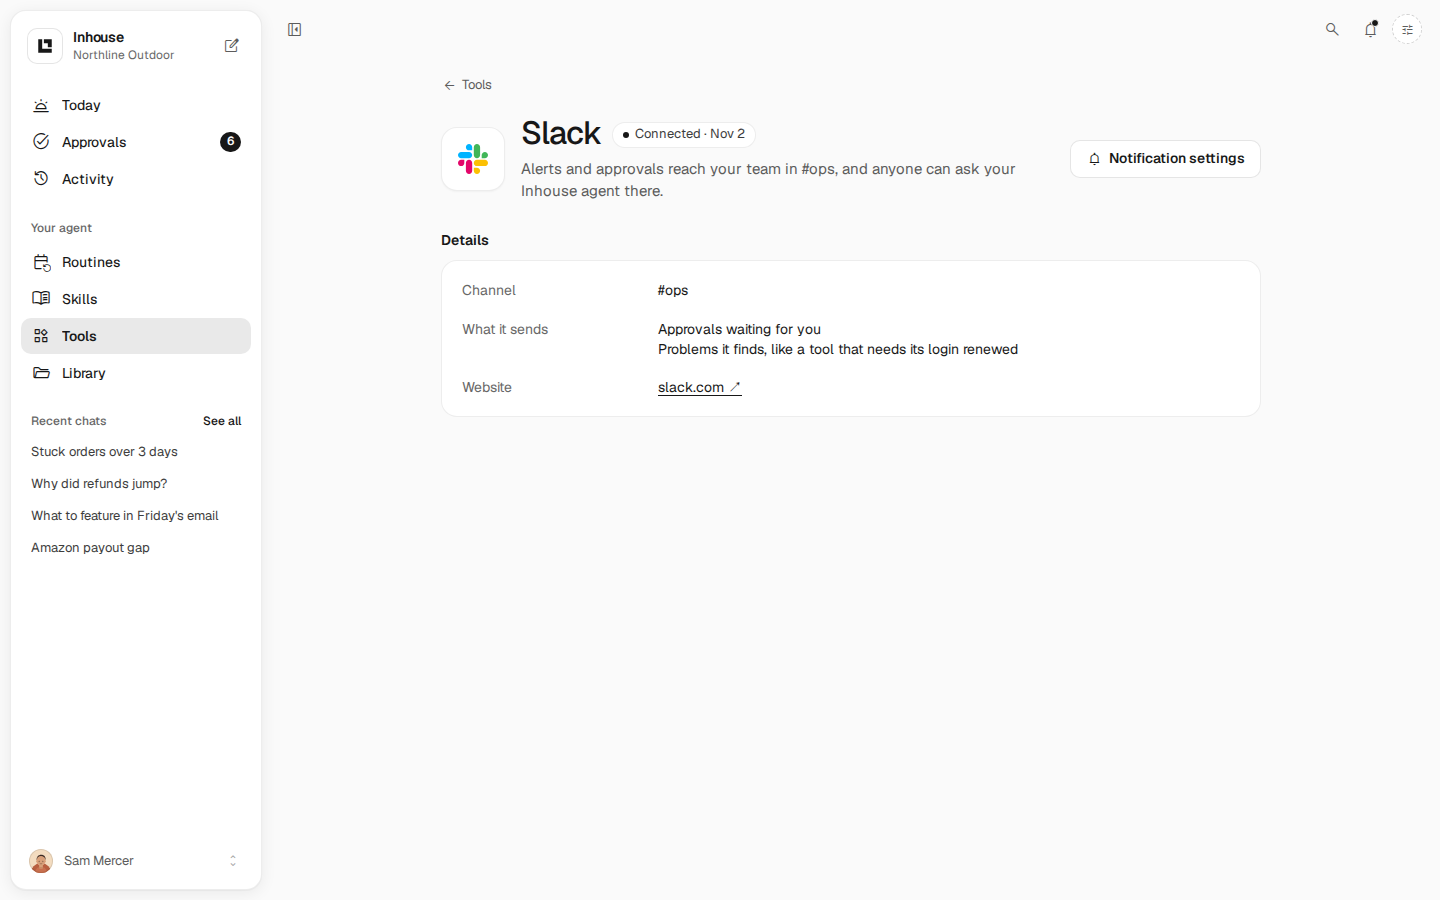 Inhouse
Northline Outdoor
Today
Approvals
6
Activity
Your agent
Routines
Skills
Tools
Library
Recent chats
See all
Stuck orders over 3 days
Why did refunds jump?
What to feature in Friday's email
Amazon payout gap
Sam Mercer
← Tools
Slack
Connected · Nov 2
Alerts and approvals reach your team in #ops, and anyone can ask your
Inhouse agent there.
Notification settings
Details
Channel
#ops
What it sends
Approvals waiting for you
Problems it finds, like a tool that needs its login renewed
Website
slack.com ↗